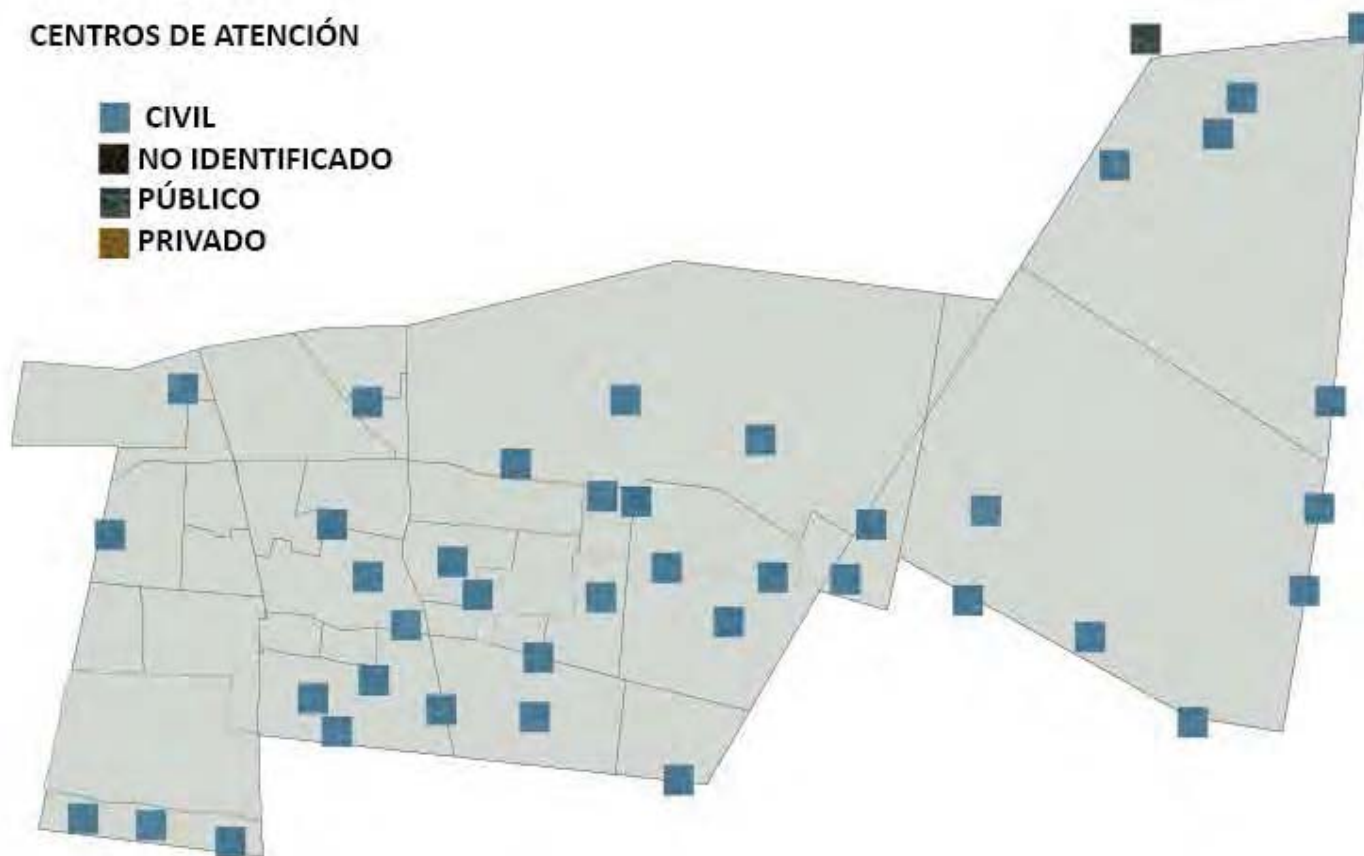 CENTROS DE ATENCIÓN
CIVIL
NO IDENTIFICADO
PÚBLICO
PRIVADO